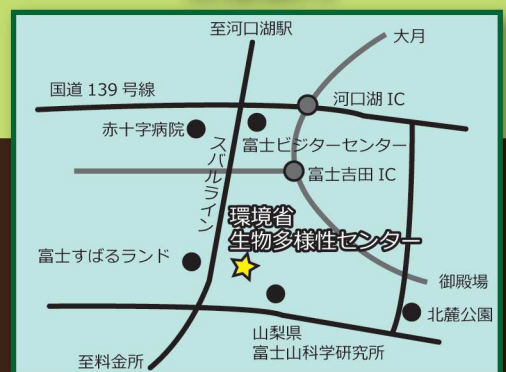 至河口湖駅
大月
国道 139 号線
河口湖 IC
赤十字病院
富士ビジターセンター
スバルライン
富士吉田 IC
環境省
生物多様性センター
富士すばるランド
御殿場
北麓公園
山梨県
富士山科学研究所
至料金所